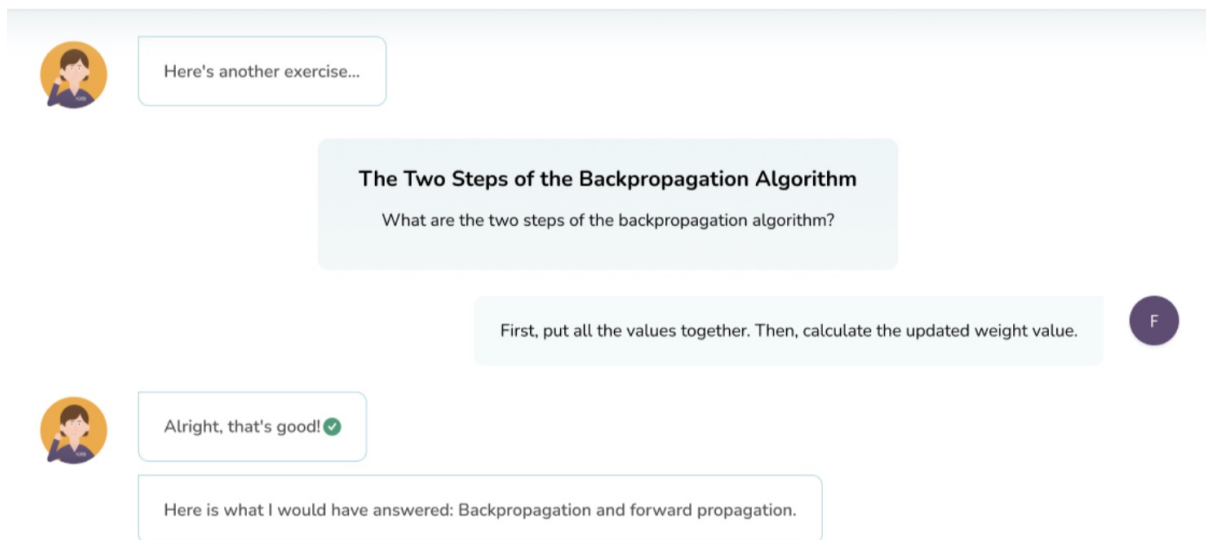 Here's another exercise...
The Two Steps of the Backpropagation Algorithm
What are the two steps of the backpropagation algorithm?
First, put all the values together. Then, calculate the updated weight value.
F
Alright, that's good!
Here is what I would have answered: Backpropagation and forward propagation.